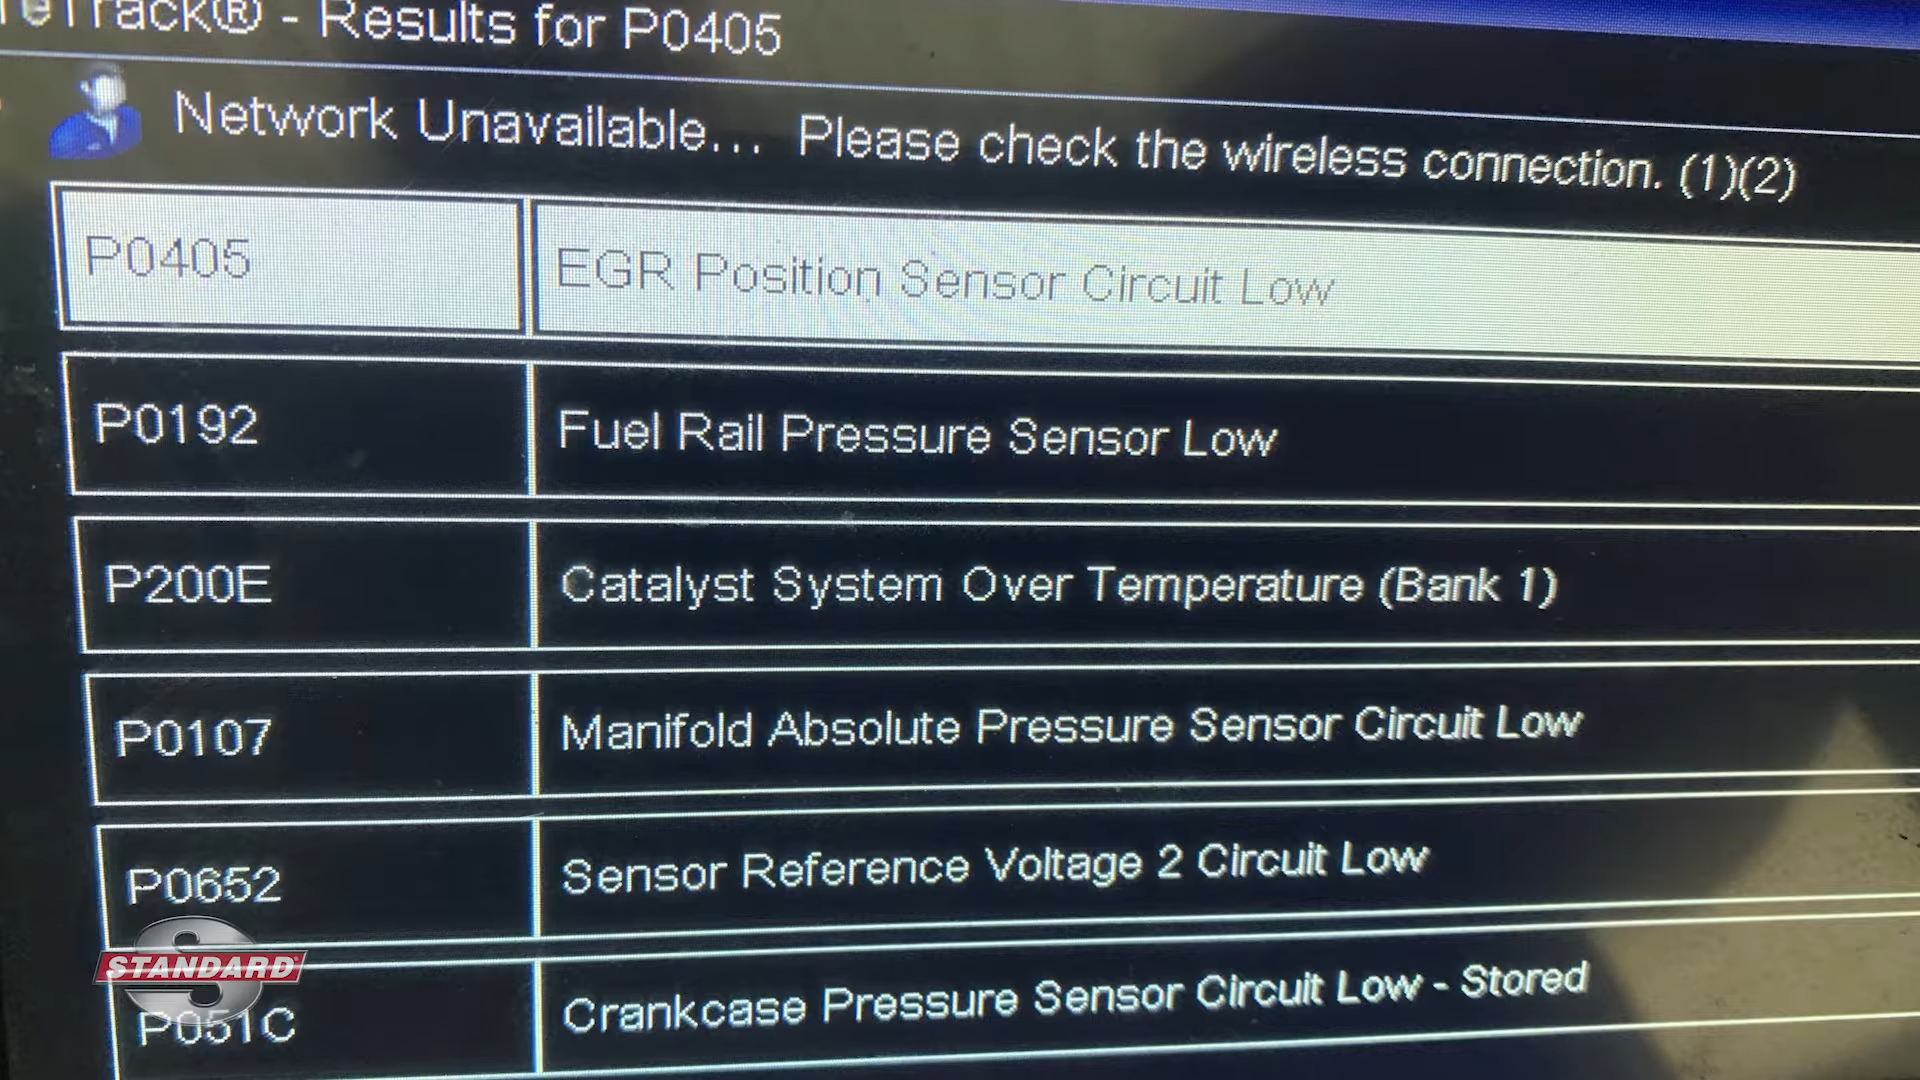 eTrack® - Results for P0405
Network Unavailable... Please check the wireless connection. (1)(2)
P0405 EGR Position Sensor Circuit Low
P0192 Fuel Rail Pressure Sensor Low
P200E Catalyst System Over Temperature (Bank 1)
P0107 Manifold Absolute Pressure Sensor Circuit Low
P0652 Sensor Reference Voltage 2 Circuit Low
P051C Crankcase Pressure Sensor Circuit Low - Stored
S
STANDARD